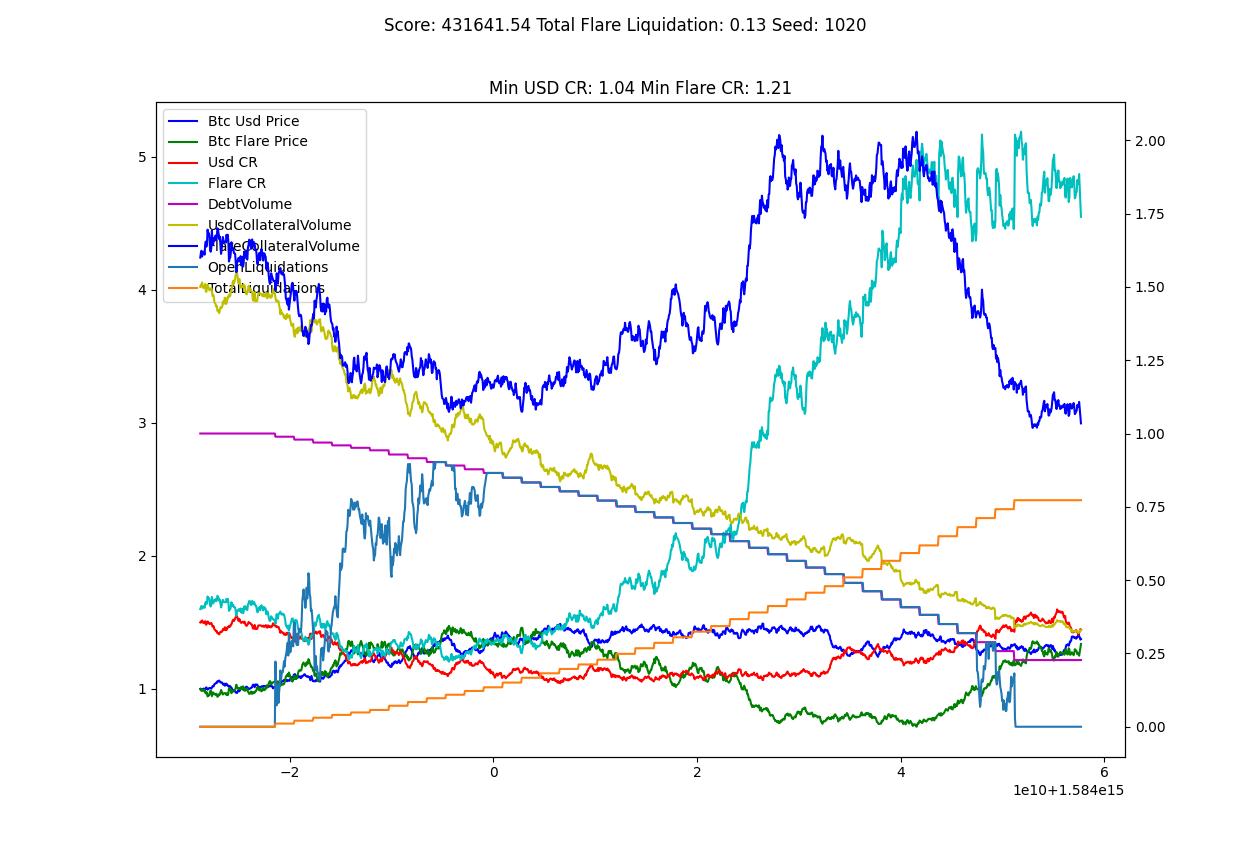 Score: 431641.54 Total Flare Liquidation: 0.13 Seed: 1020
Min USD CR: 1.04 Min Flare CR: 1.21
Btc Usd Price
Btc Flare Price
Usd CR
Flare CR
DebtVolume
UsdCollateralVolume
FlareCollateralVolume
OpenLiquidations
TotalLiquidations
5
4
3
2
1
2.00
1.75
1.50
1.25
1.00
0.75
0.50
0.25
0.00
−2
0
2
4
6
1e10+1.584e15